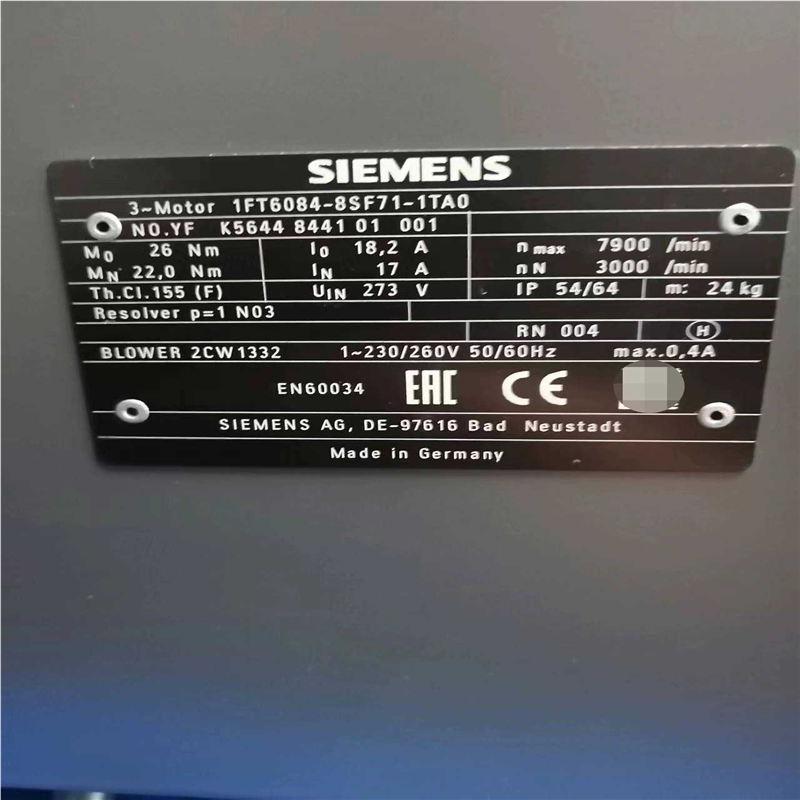 SIEMENS
3~Motor 1FT6084-8SF71-1TA0
NO.YF K5644 8441 01 001
M0 26 Nm I0 18,2 A n max 7900 /min
MN 22,0 Nm IN 17 A nN 3000 /min
Th.Cl.155 (F) UIN 273 V IP 54/64 m: 24 kg
Resolver p=1 N03
RN 004 H
BLOWER 2CW1332 1~230/260V 50/60Hz max.0,4A
EN60034 EAC CE
SIEMENS AG, DE-97616 Bad Neustadt
Made in Germany